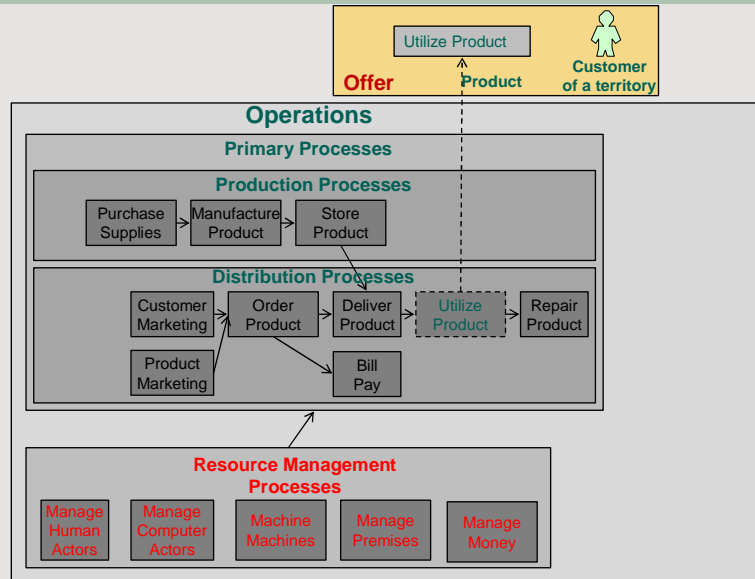 Utilize Product
Customer
of a territory
Offer
Product
Operations
Primary Processes
Production Processes
Purchase
Supplies
Manufacture
Product
Store
Product
Distribution Processes
Customer
Marketing
Order
Product
Deliver
Product
Utilize
Product
Repair
Product
Product
Marketing
Bill
Pay
Resource Management
Processes
Manage
Human
Actors
Manage
Computer
Actors
Machine
Machines
Manage
Premises
Manage
Money